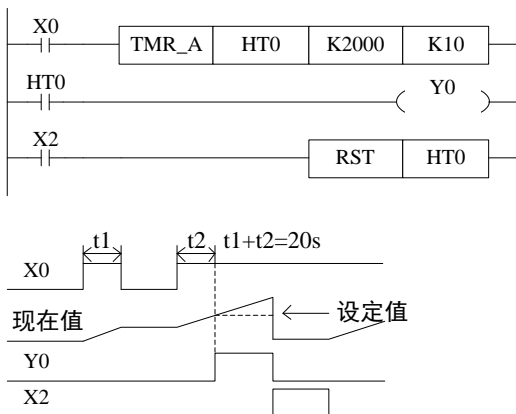 X0
TMR_A HT0 K2000 K10
HT0
Y0
X2
RST HT0
t1 t2 t1+t2=20s
X0
现在值
设定值
Y0
X2